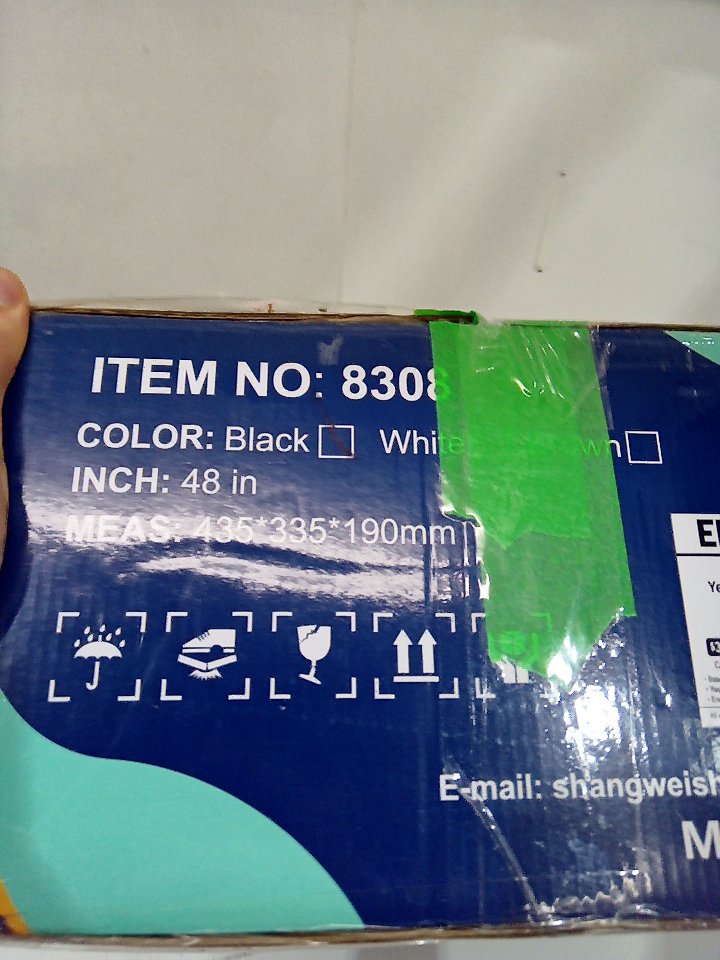 ITEM NO: 8308
COLOR: Black White
INCH: 48 in
MEAS: 435*335*190mm
E-mail: shangweish
M